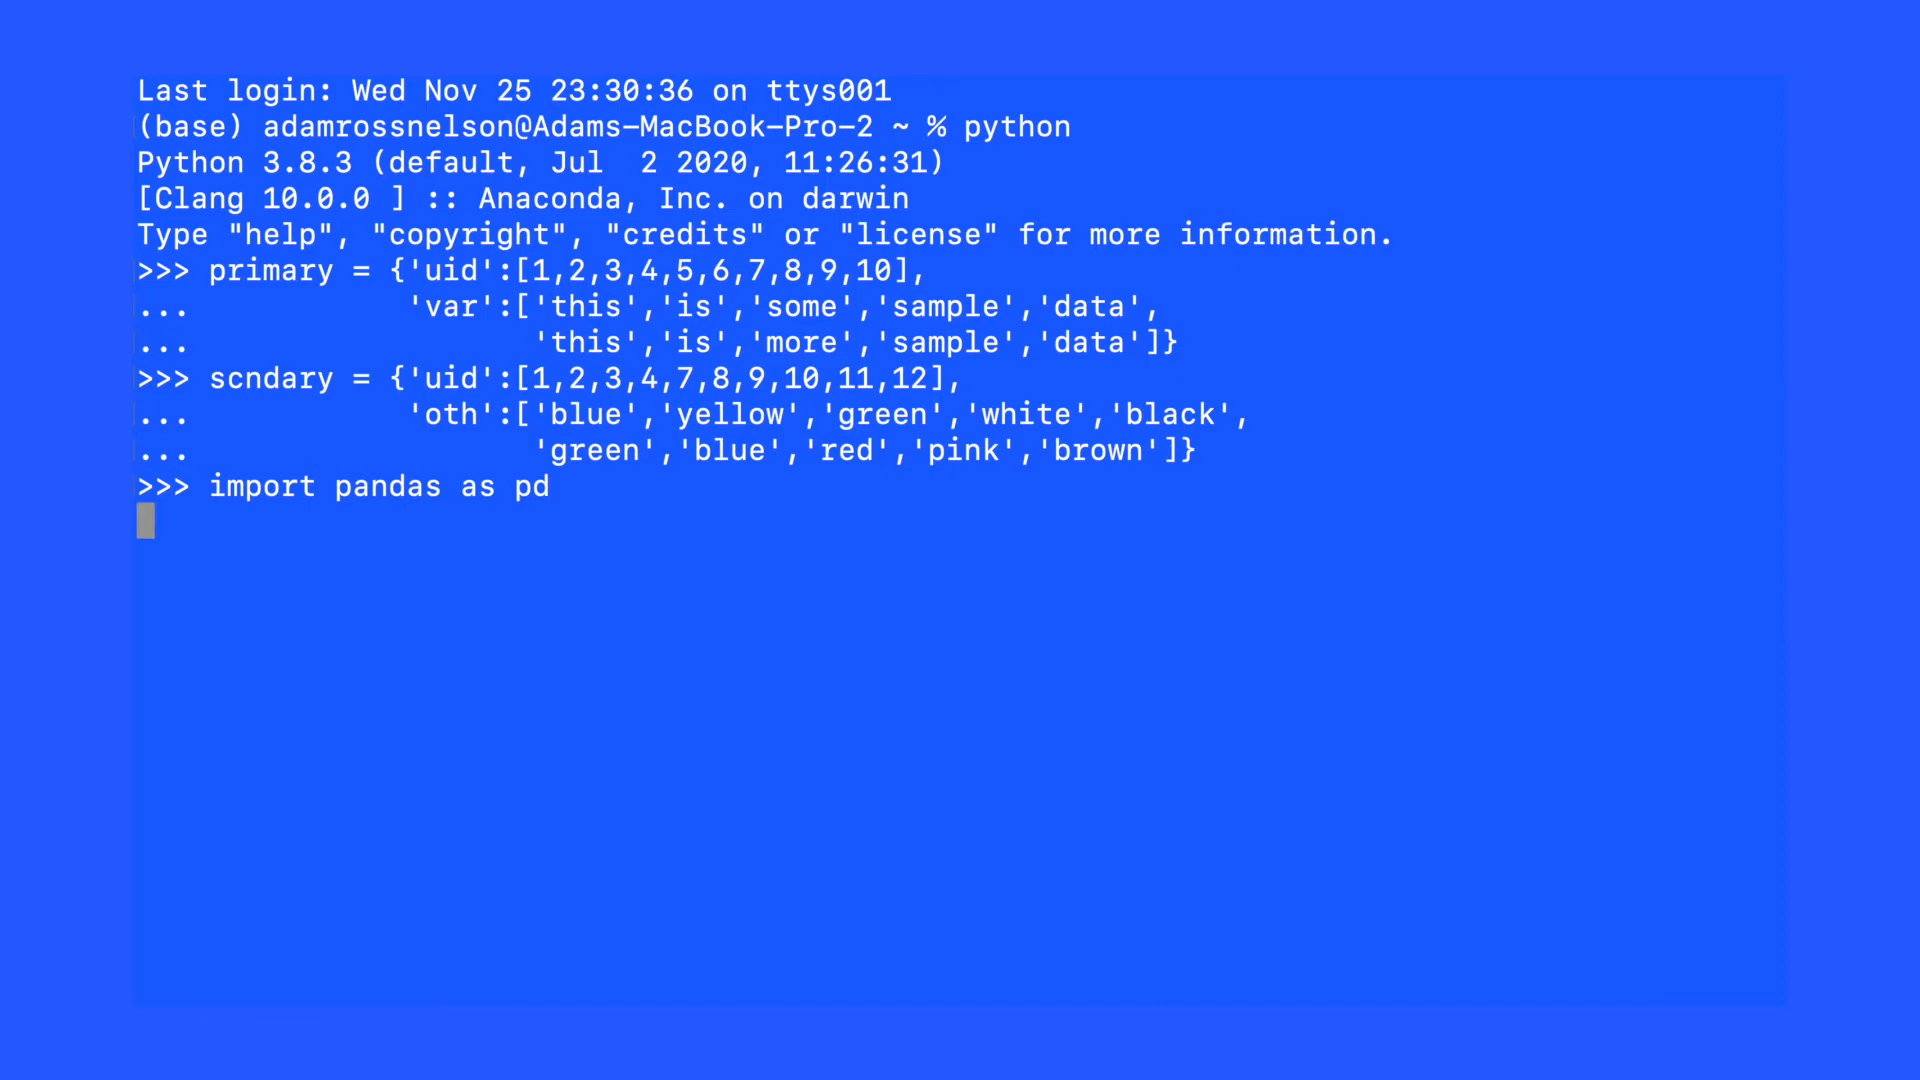 Last login: Wed Nov 25 23:30:36 on ttys001
(base) adamrossnelson@Adams-MacBook-Pro-2 ~ % python
Python 3.8.3 (default, Jul  2 2020, 11:26:31)
[Clang 10.0.0 ] :: Anaconda, Inc. on darwin
Type "help", "copyright", "credits" or "license" for more information.
>>> primary = {'uid':[1,2,3,4,5,6,7,8,9,10],
...            'var':['this','is','some','sample','data',
...                   'this','is','more','sample','data']}
>>> scndary = {'uid':[1,2,3,4,7,8,9,10,11,12],
...            'oth':['blue','yellow','green','white','black',
...                   'green','blue','red','pink','brown']}
>>> import pandas as pd